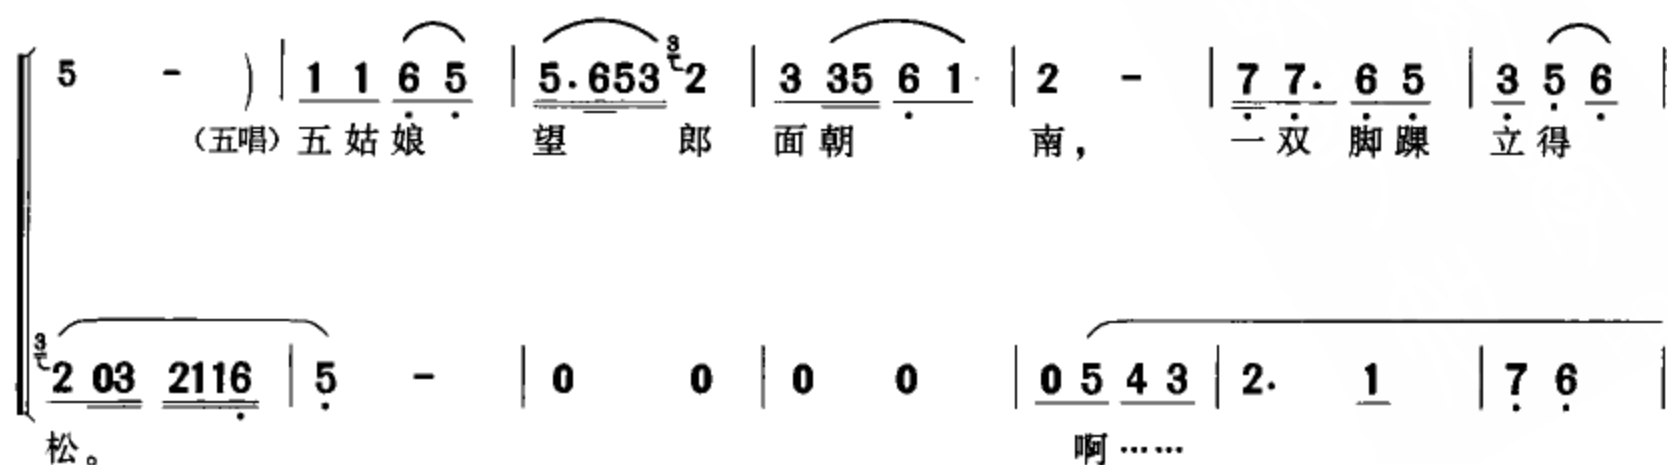 5 - ) | 1 1 6 5 | 5·653 3 2 | 3 35 6 1 | 2 - | 7 7· 6 5 | 3 5 6 |
（五唱）五姑娘 望 郎 面朝 南， 一双 脚踝 立得
3 2 03 2116 | 5 - | 0 0 | 0 0 | 0 5 4 3 | 2· 1 | 7 6 |
松。 啊……